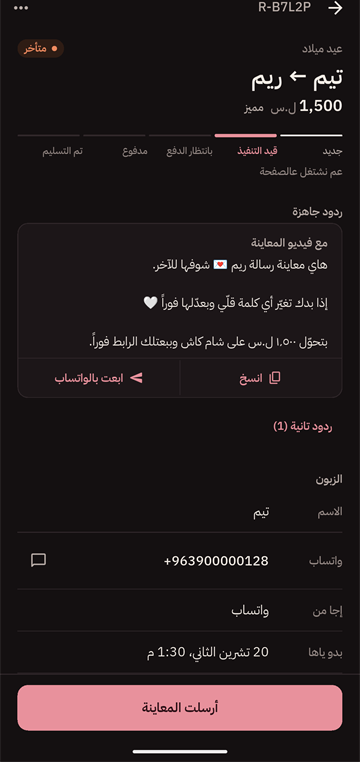 R-B7L2P
عيد ميلاد
متأخر
تيم ← ريم
1,500 ل.س مميز
جديد
قيد التنفيذ
بانتظار الدفع
مدفوع
تم التسليم
عم نشتغل عالصفحة
ردود جاهزة
مع فيديو المعاينة
هاي معاينة رسالة ريم 💌 شوفها للآخر.
إذا بدك تغيّر أي كلمة قلّي وبعدّلها فوراً 🤍
بتحوّل ١،٥٠٠ ل.س على شام كاش وببعتلك الرابط فوراً.
انسخ
ابعت بالواتساب
ردود تانية (1)
الزبون
الاسم
تيم
واتساب
+963900000128
إجا من
واتساب
بدو ياها
20 تشرين الثاني، 1:30 م
أرسلت المعاينة